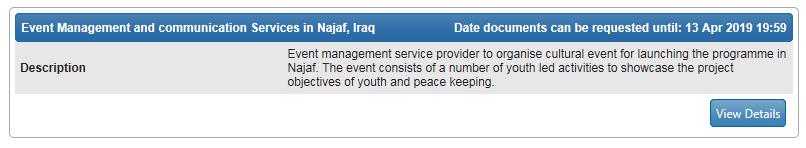 Event Management and communication Services in Najaf, Iraq Date documents can be requested until: 13 Apr 2019 19:59
Description
Event management service provider to organise cultural event for launching the programme in
Najaf. The event consists of a number of youth led activities to showcase the project
objectives of youth and peace keeping.
View Details